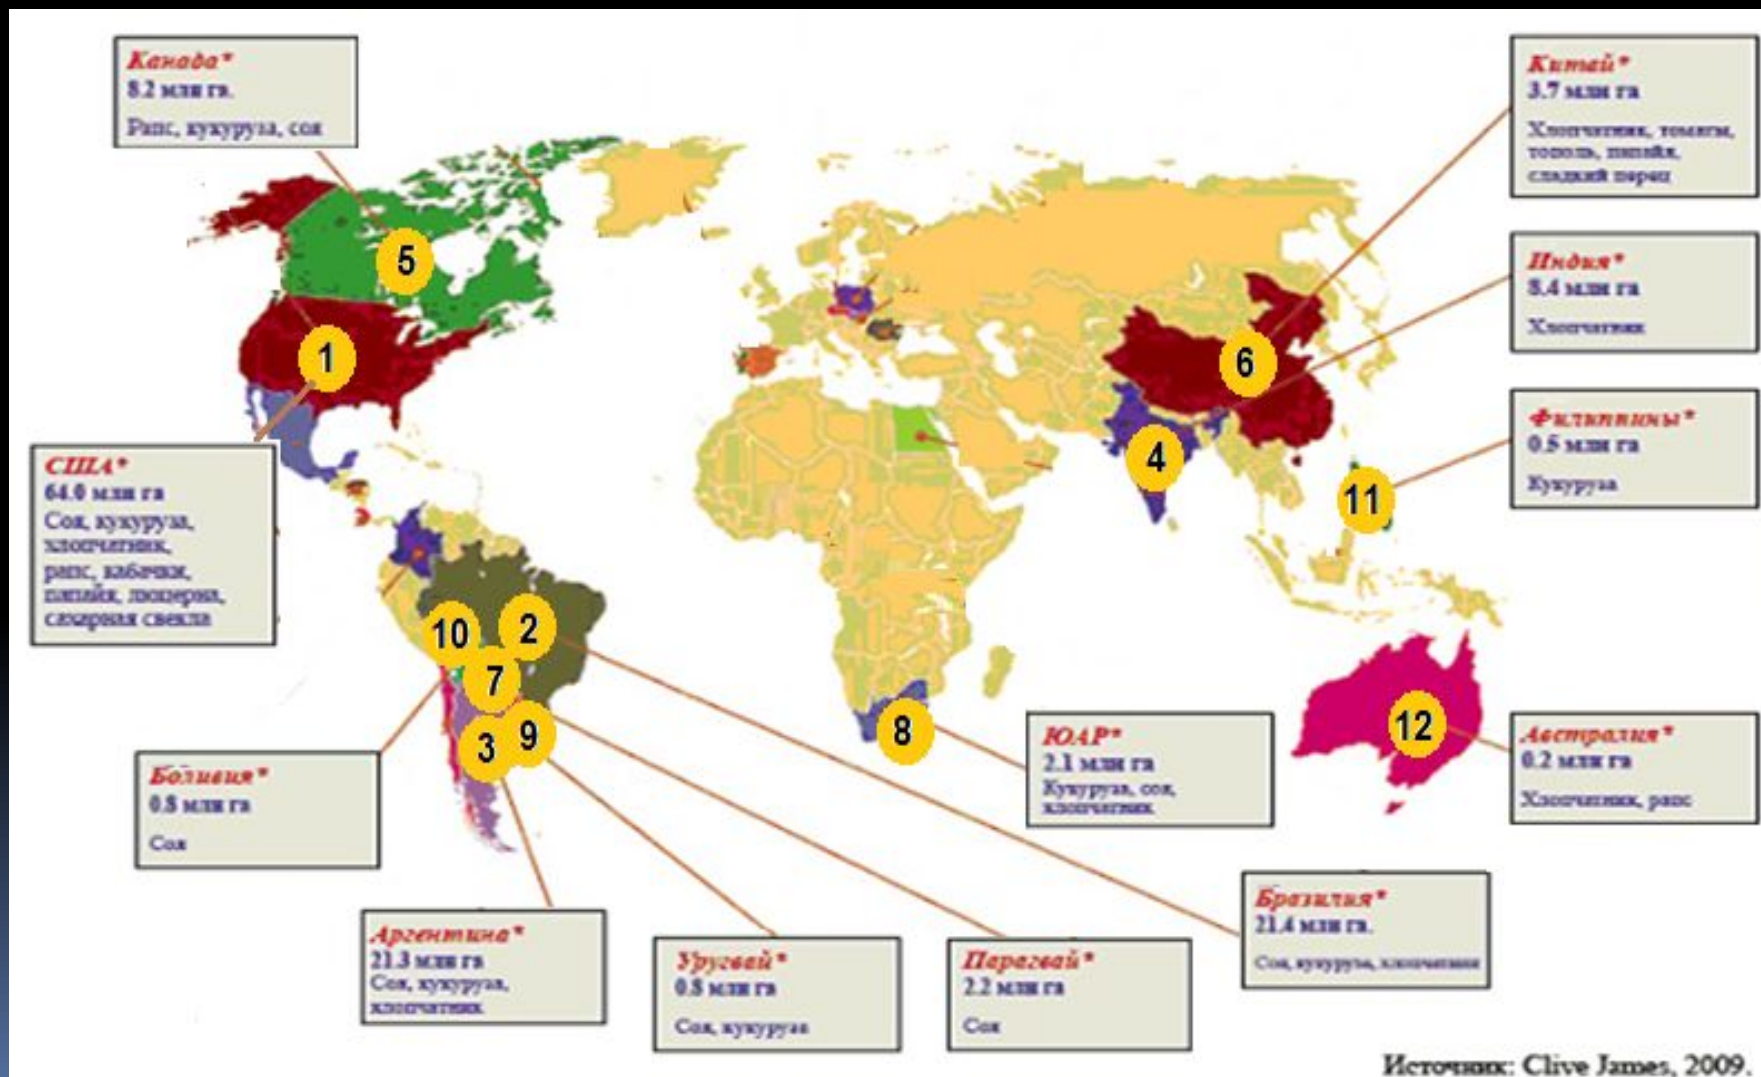 Канада*
8.2 млн га.
Рапс, кукуруза, соя
Китай*
3.7 млн га
Хлопчатник, томаты,
тополь, папайя,
сладкий перец
Индия*
8.4 млн га
Хлопчатник
Филиппины*
0.5 млн га
Кукуруза
США*
64.0 млн га
Соя, кукуруза,
хлопчатник,
рапс, кабачки,
папайя, люцерна,
сахарная свекла
5
1
6
4
11
10
2
7
3
9
8
12
ЮАР*
2.1 млн га
Кукуруза, соя,
хлопчатник
Австралия*
0.2 млн га
Хлопчатник, рапс
Боливия*
0.8 млн га
Соя
Аргентина*
21.3 млн га
Соя, кукуруза,
хлопчатник
Уругвай*
0.8 млн га
Соя, кукуруза
Парагвай*
2.2 млн га
Соя
Бразилия*
21.4 млн га.
Соя, кукуруза, хлопчатник
Источник: Clive James, 2009.